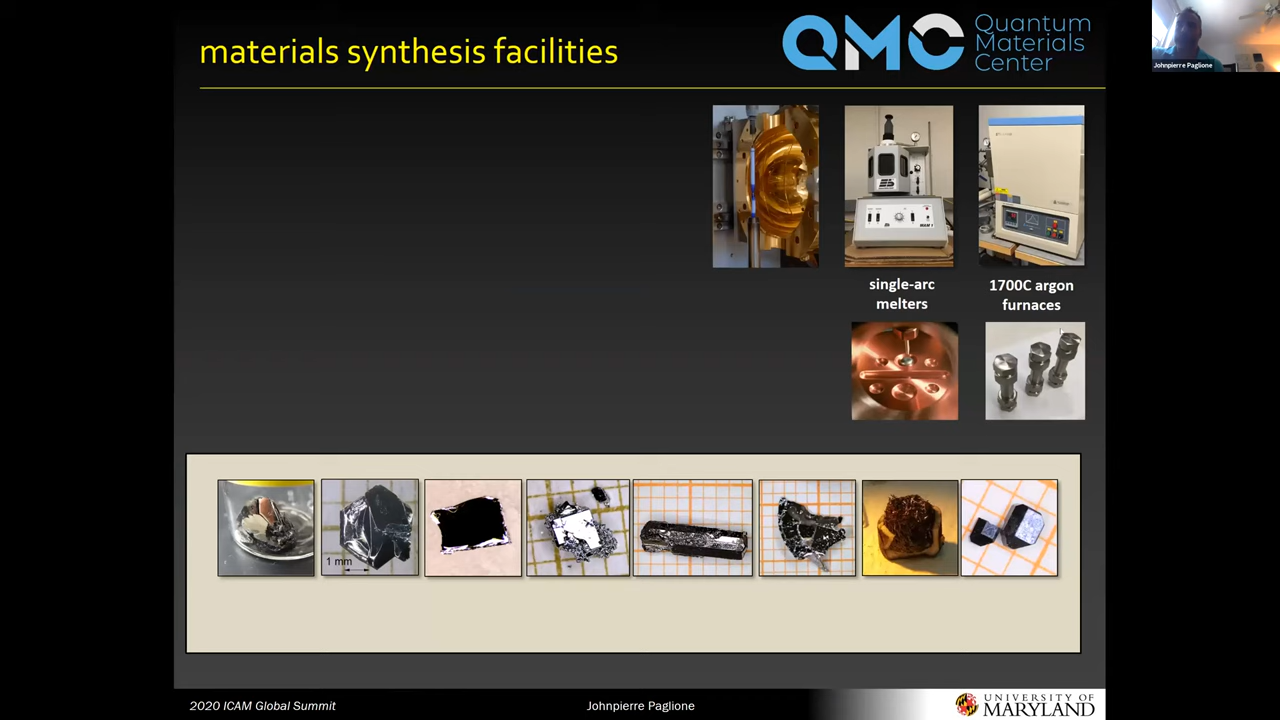 materials synthesis facilities
QMC
Quantum
Materials
Center
Johnpierre Paglione
single-arc
melters
1700C argon
furnaces
1 mm
2020 ICAM Global Summit
Johnpierre Paglione
UNIVERSITY OF
MARYLAND